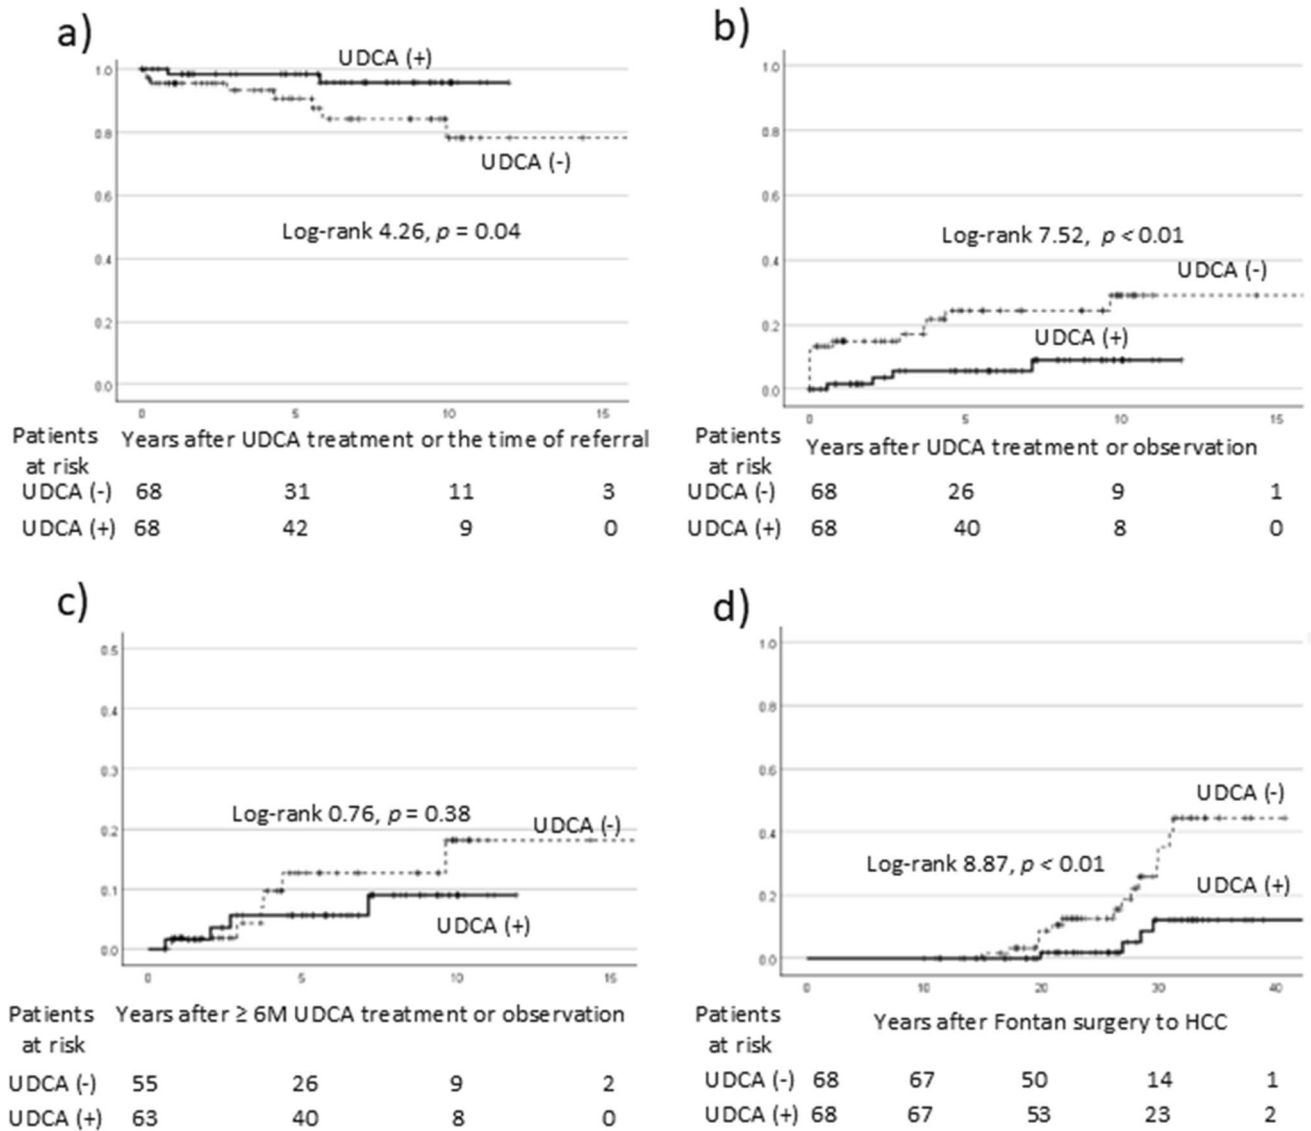 a)
UDCA (+)
1.0
0.8
UDCA (-)
0.6
Log-rank 4.26, p = 0.04
0.4
0.2
0.0
0 5 10 15
Years after UDCA treatment or the time of referral
Patients
at risk
UDCA (-) 68 31 11 3
UDCA (+) 68 42 9 0
b)
1.0
0.8
0.6
Log-rank 7.52, p < 0.01
0.4
UDCA (-)
0.2
UDCA (+)
0.0
0 5 10 15
Years after UDCA treatment or observation
Patients
at risk
UDCA (-) 68 26 9 1
UDCA (+) 68 40 8 0
c)
0.5
0.4
0.3
Log-rank 0.76, p = 0.38
UDCA (-)
0.2
0.1
UDCA (+)
0.0
0 5 10 15
Years after ≥ 6M UDCA treatment or observation
Patients
at risk
UDCA (-) 55 26 9 2
UDCA (+) 63 40 8 0
d)
1.0
0.8
0.6
UDCA (-)
0.4
Log-rank 8.87, p < 0.01
UDCA (+)
0.2
0.0
0 10 20 30 40
Years after Fontan surgery to HCC
Patients
at risk
UDCA (-) 68 67 50 14 1
UDCA (+) 68 67 53 23 2